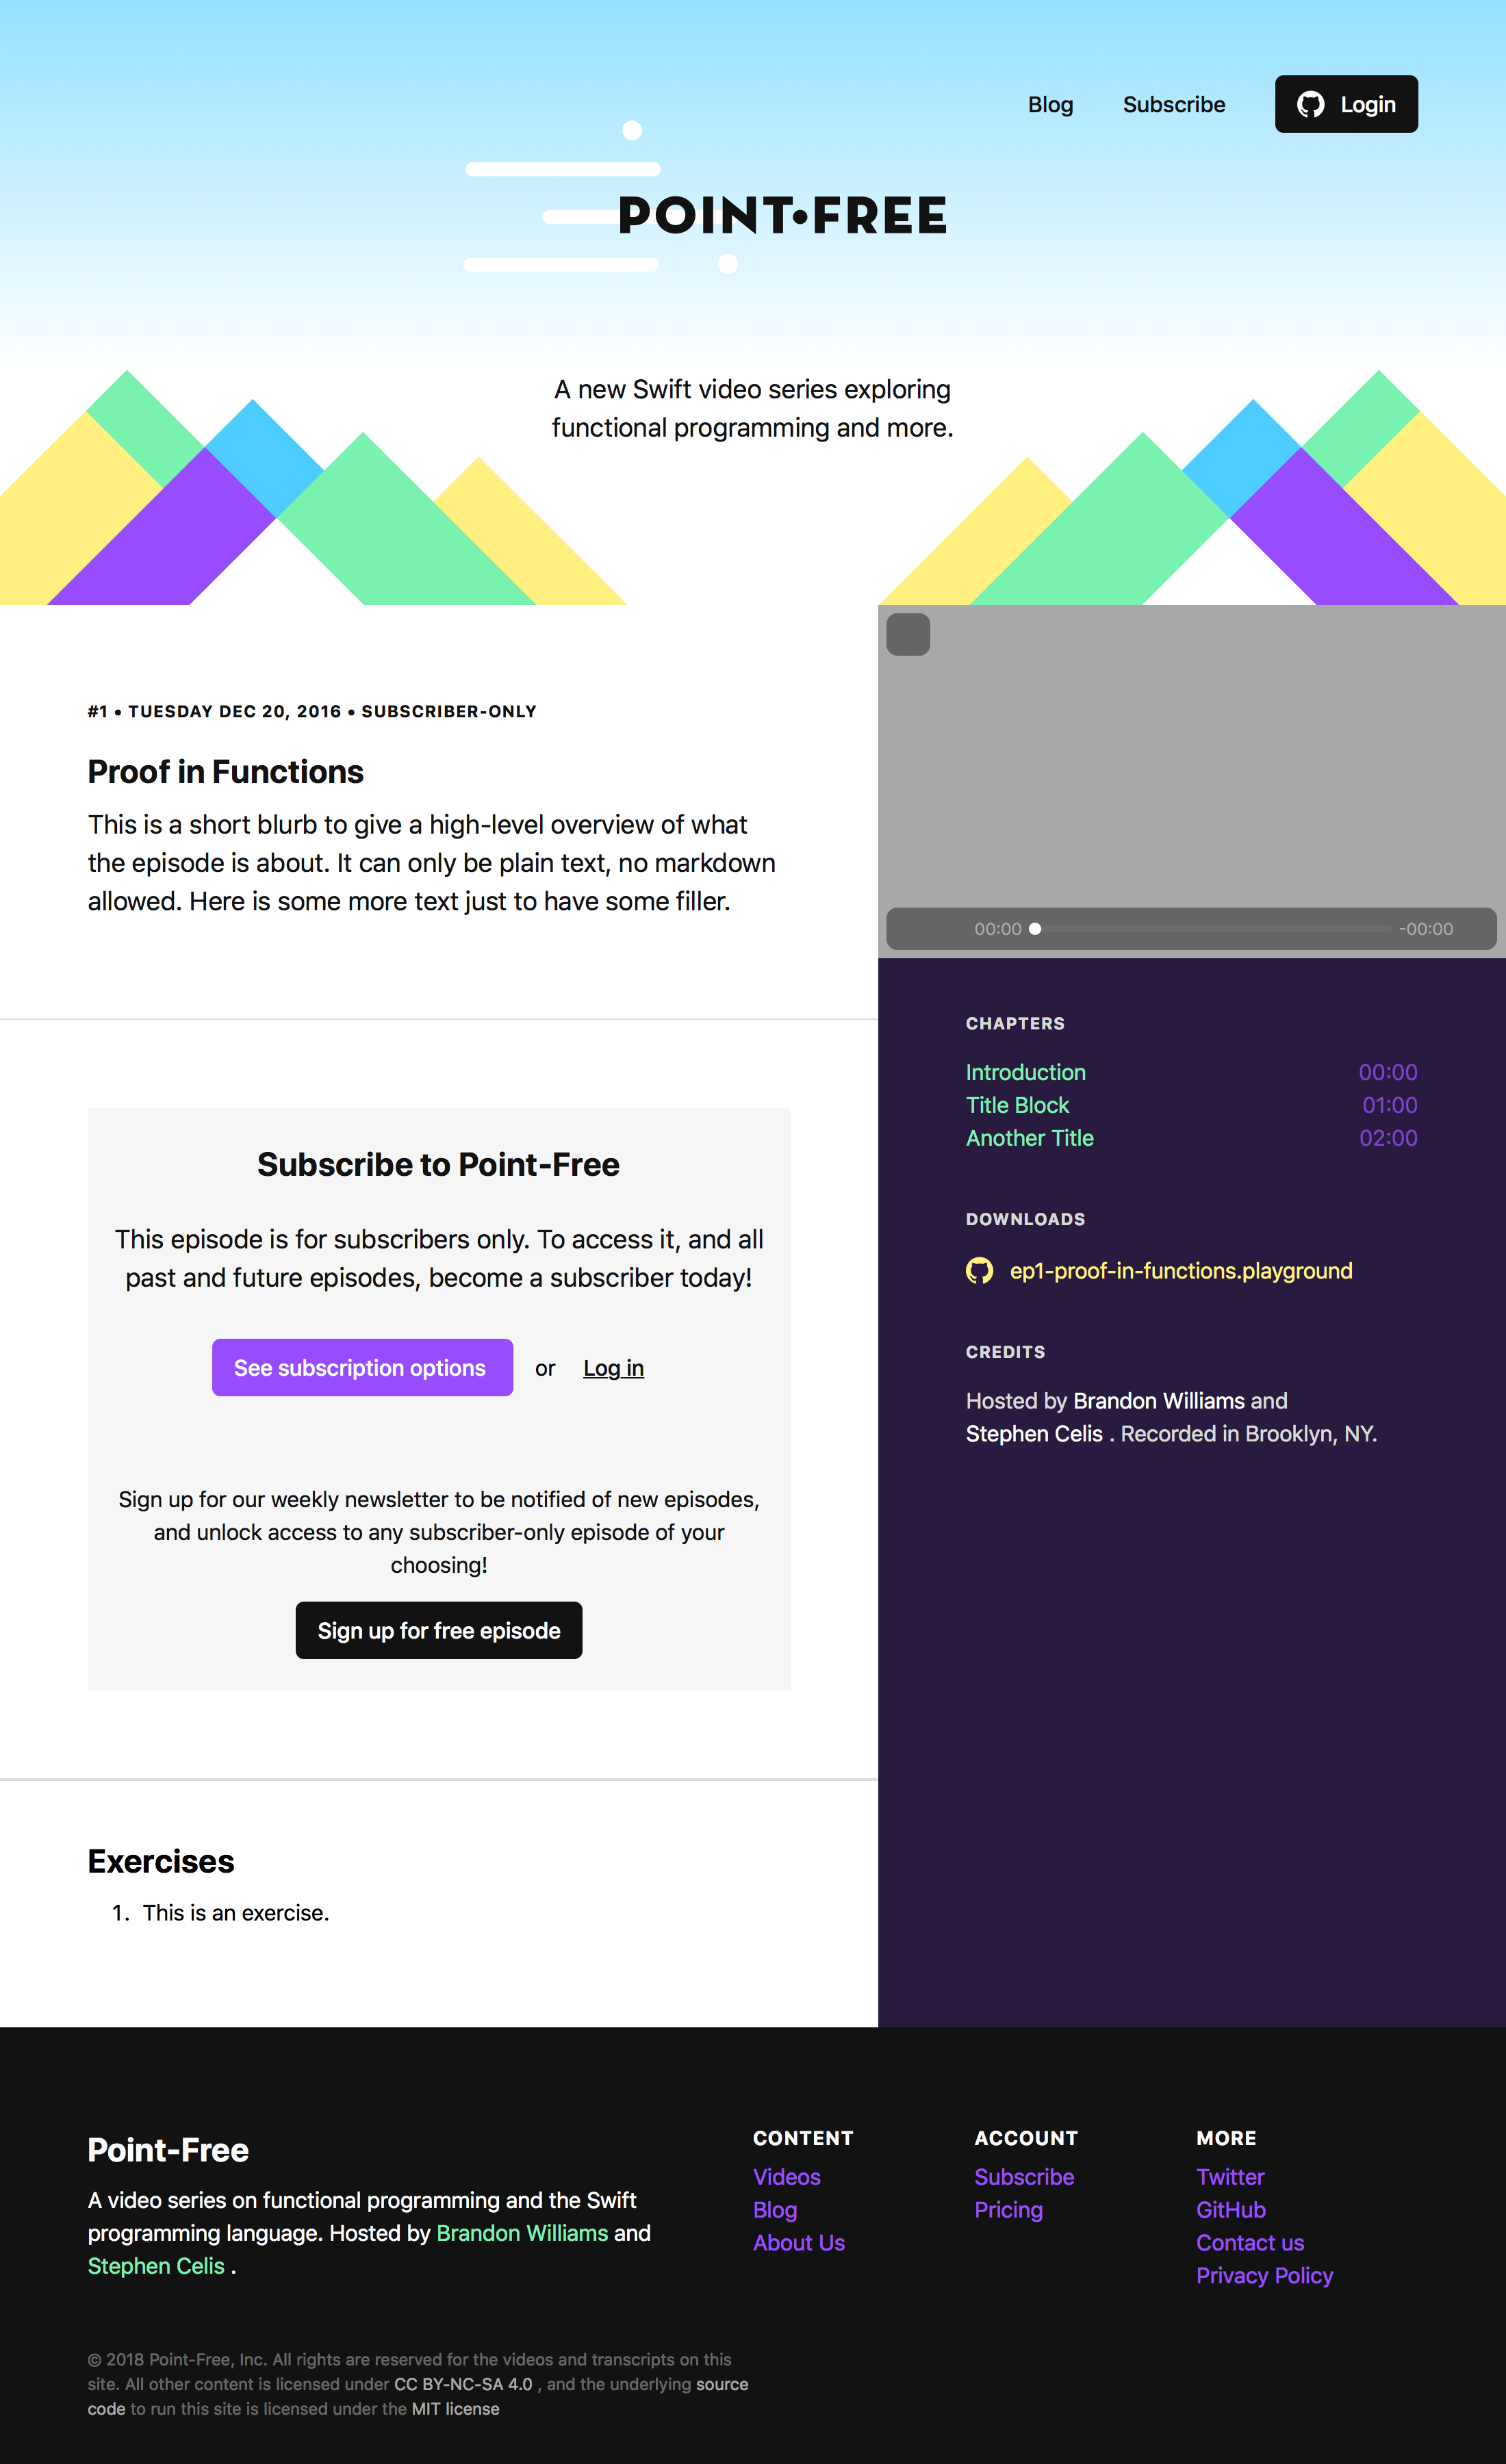 Blog
Subscribe
Login
POINT•FREE
A new Swift video series exploring
functional programming and more.
#1 • TUESDAY DEC 20, 2016 • SUBSCRIBER-ONLY
Proof in Functions
This is a short blurb to give a high-level overview of what
the episode is about. It can only be plain text, no markdown
allowed. Here is some more text just to have some filler.
Subscribe to Point-Free
This episode is for subscribers only. To access it, and all
past and future episodes, become a subscriber today!
See subscription options or Log in
Sign up for our weekly newsletter to be notified of new episodes,
and unlock access to any subscriber-only episode of your
choosing!
Sign up for free episode
Exercises
1. This is an exercise.
00:00 -00:00
CHAPTERS
Introduction 00:00
Title Block 01:00
Another Title 02:00
DOWNLOADS
ep1-proof-in-functions.playground
CREDITS
Hosted by Brandon Williams and
Stephen Celis . Recorded in Brooklyn, NY.
Point-Free
A video series on functional programming and the Swift
programming language. Hosted by Brandon Williams and
Stephen Celis .
CONTENT
Videos
Blog
About Us
ACCOUNT
Subscribe
Pricing
MORE
Twitter
GitHub
Contact us
Privacy Policy
© 2018 Point-Free, Inc. All rights are reserved for the videos and transcripts on this
site. All other content is licensed under CC BY-NC-SA 4.0 , and the underlying source
code to run this site is licensed under the MIT license